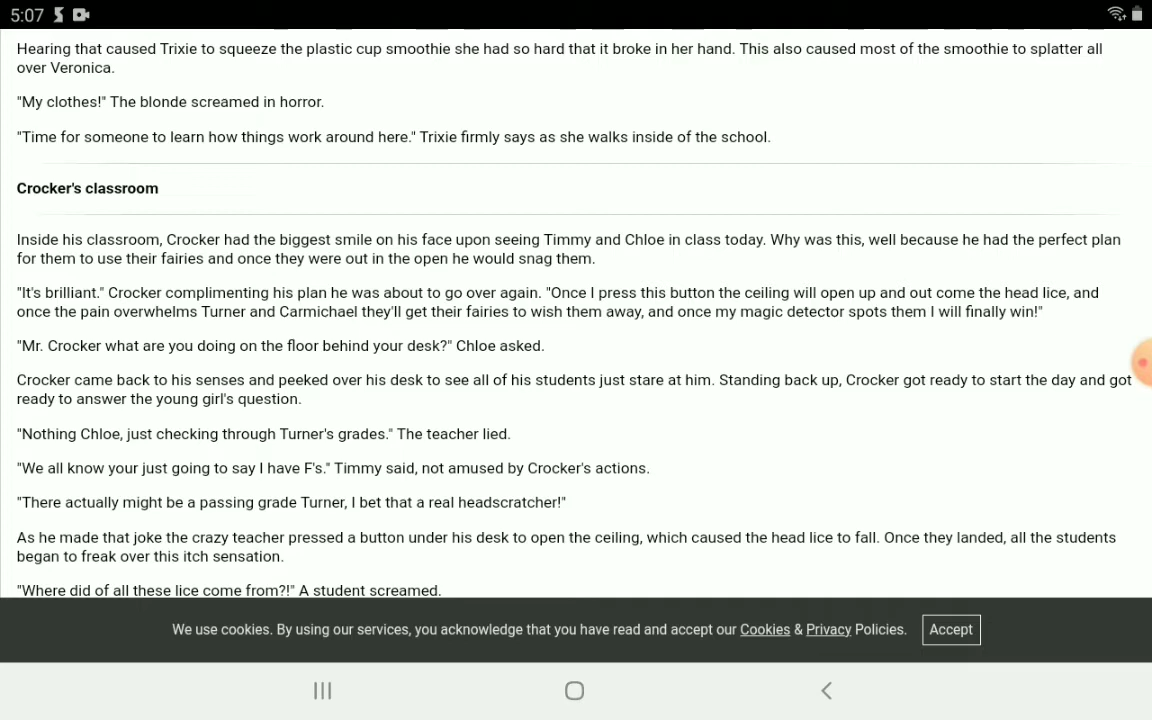 5:07
Hearing that caused Trixie to squeeze the plastic cup smoothie she had so hard that it broke in her hand. This also caused most of the smoothie to splatter all
over Veronica.
"My clothes!" The blonde screamed in horror.
"Time for someone to learn how things work around here." Trixie firmly says as she walks inside of the school.
Crocker's classroom
Inside his classroom, Crocker had the biggest smile on his face upon seeing Timmy and Chloe in class today. Why was this, well because he had the perfect plan
for them to use their fairies and once they were out in the open he would snag them.
"It's brilliant." Crocker complimenting his plan he was about to go over again. "Once I press this button the ceiling will open up and out come the head lice, and
once the pain overwhelms Turner and Carmichael they'll get their fairies to wish them away, and once my magic detector spots them I will finally win!"
"Mr. Crocker what are you doing on the floor behind your desk?" Chloe asked.
Crocker came back to his senses and peeked over his desk to see all of his students just stare at him. Standing back up, Crocker got ready to start the day and got
ready to answer the young girl's question.
"Nothing Chloe, just checking through Turner's grades." The teacher lied.
"We all know your just going to say I have F's." Timmy said, not amused by Crocker's actions.
"There actually might be a passing grade Turner, I bet that a real headscratcher!"
As he made that joke the crazy teacher pressed a button under his desk to open the ceiling, which caused the head lice to fall. Once they landed, all the students
began to freak over this itch sensation.
"Where did of all these lice come from?!" A student screamed.
We use cookies. By using our services, you acknowledge that you have read and accept our Cookies & Privacy Policies. Accept